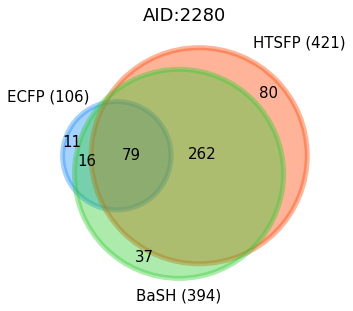 AID:2280
HTSFP (421)
ECFP (106)
80
11
16
79
262
37
BaSH (394)